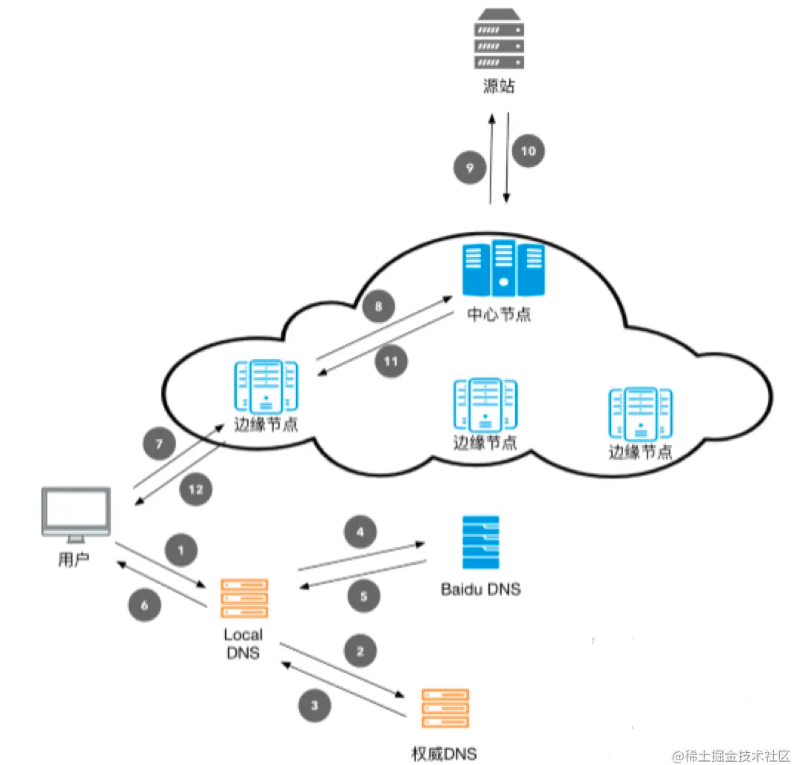 源站
9
10
中心节点
8
11
边缘节点
边缘节点
边缘节点
7
12
用户
1
6
4
5
Baidu DNS
Local
DNS
2
3
权威DNS
@稀土掘金技术社区